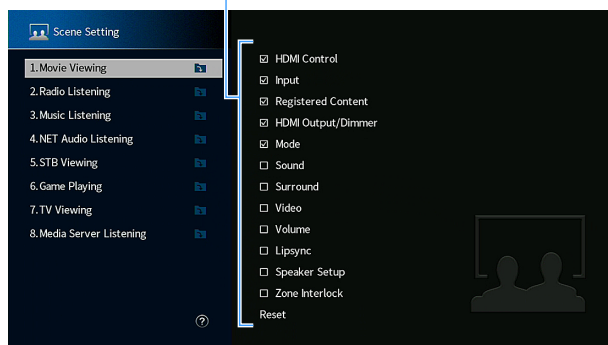 Scene Setting
1.Movie Viewing
2.Radio Listening
3.Music Listening
4.NET Audio Listening
5.STB Viewing
6.Game Playing
7.TV Viewing
8.Media Server Listening
?
HDMI Control
Input
Registered Content
HDMI Output/Dimmer
Mode
Sound
Surround
Video
Volume
Lipsync
Speaker Setup
Zone Interlock
Reset